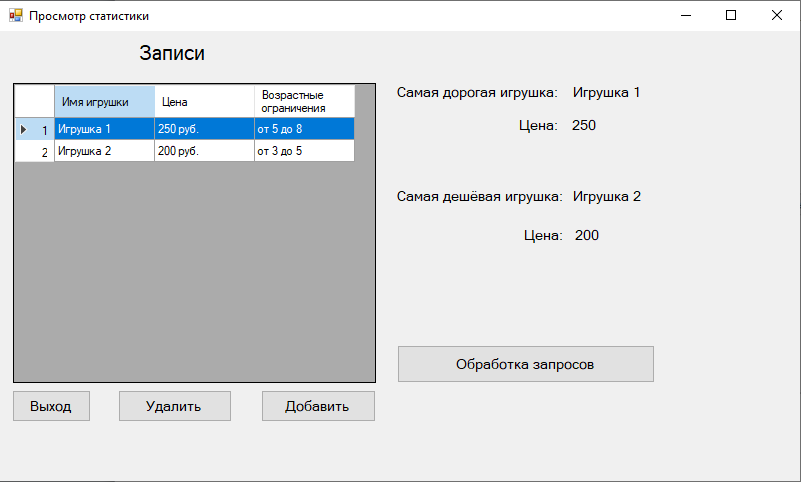 Просмотр статистики
Записи
Имя игрушки Цена Возрастные
ограничения
1 Игрушка 1 250 руб. от 5 до 8
2 Игрушка 2 200 руб. от 3 до 5
Самая дорогая игрушка: Игрушка 1
Цена: 250
Самая дешёвая игрушка: Игрушка 2
Цена: 200
Обработка запросов
Выход Удалить Добавить